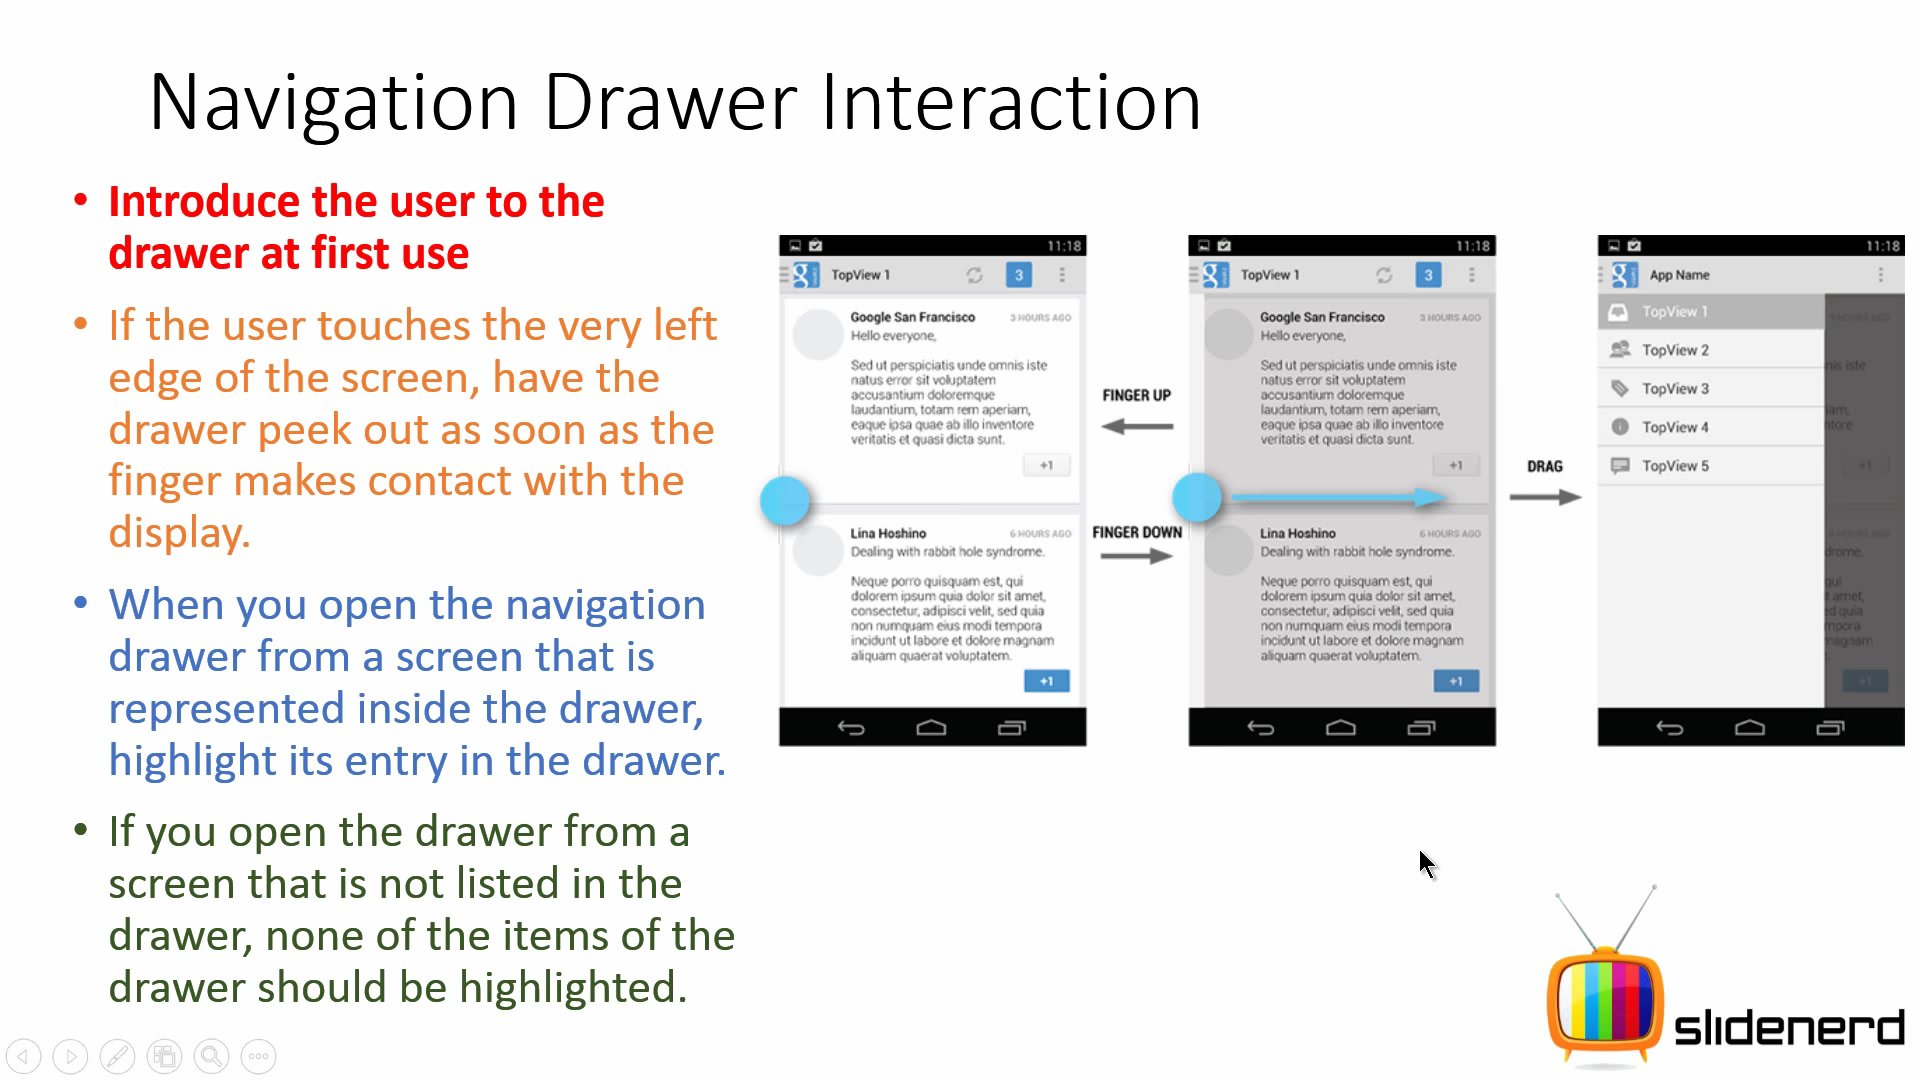 Navigation Drawer Interaction
• Introduce the user to the
drawer at first use
• If the user touches the very left
edge of the screen, have the
drawer peek out as soon as the
finger makes contact with the
display.
• When you open the navigation
drawer from a screen that is
represented inside the drawer,
highlight its entry in the drawer.
• If you open the drawer from a
screen that is not listed in the
drawer, none of the items of the
drawer should be highlighted.
11:18
TopView 1
3
Google San Francisco 3 HOURS AGO
Hello everyone,
Sed ut perspiciatis unde omnis iste
natus error sit voluptatem
accusantium doloremque
laudantium, totam rem aperiam,
eaque ipsa quae ab illo inventore
veritatis et quasi dicta sunt.
+1
Lina Hoshino 6 HOURS AGO
Dealing with rabbit hole syndrome.
Neque porro quisquam est, qui
dolorem ipsum quia dolor sit amet,
consectetur, adipisci velit, sed quia
non numquam eius modi tempora
incidunt ut labore et dolore magnam
aliquam quaerat voluptatem.
+1
FINGER UP
FINGER DOWN
11:18
TopView 1
3
Google San Francisco 3 HOURS AGO
Hello everyone,
Sed ut perspiciatis unde omnis iste
natus error sit voluptatem
accusantium doloremque
laudantium, totam rem aperiam,
eaque ipsa quae ab illo inventore
veritatis et quasi dicta sunt.
+1
Lina Hoshino 6 HOURS AGO
Dealing with rabbit hole syndrome.
Neque porro quisquam est, qui
dolorem ipsum quia dolor sit amet,
consectetur, adipisci velit, sed quia
non numquam eius modi tempora
incidunt ut labore et dolore magnam
aliquam quaerat voluptatem.
+1
DRAG
11:18
App Name
TopView 1
TopView 2
TopView 3
TopView 4
TopView 5
slidenerd